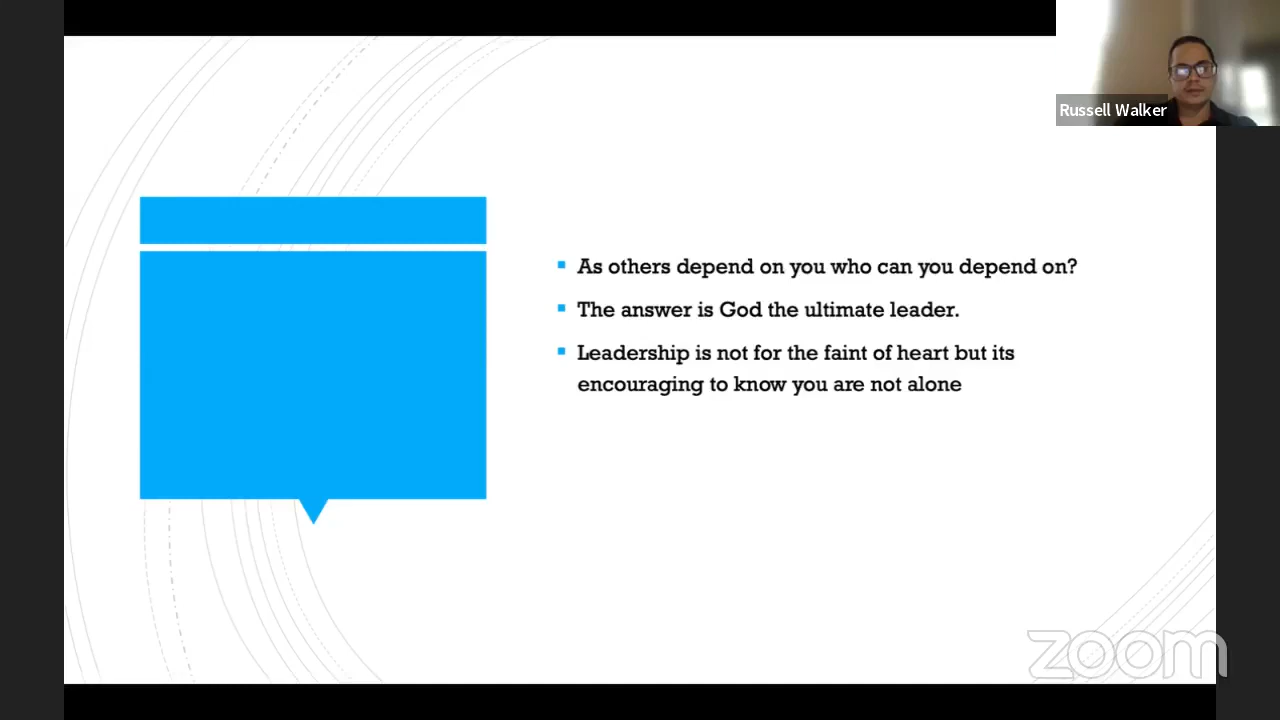 Russell Walker
As others depend on you who can you depend on?
The answer is God the ultimate leader.
Leadership is not for the faint of heart but its
encouraging to know you are not alone
zoom